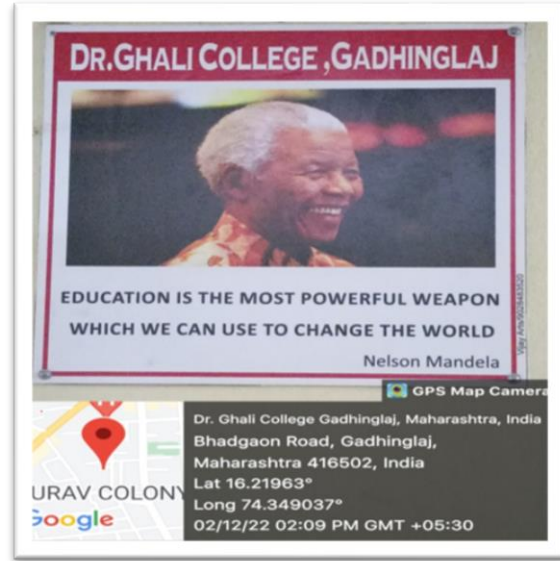 DR.GHALI COLLEGE ,GADHINGLAJ
EDUCATION IS THE MOST POWERFUL WEAPON
WHICH WE CAN USE TO CHANGE THE WORLD
Nelson Mandela
GPS Map Camera
Dr. Ghali College Gadhinglaj, Maharashtra, India
Bhadgaon Road, Gadhinglaj,
Maharashtra 416502, India
Lat 16.21963°
Long 74.349037°
02/12/22 02:09 PM GMT +05:30
URAV COLONY
Google